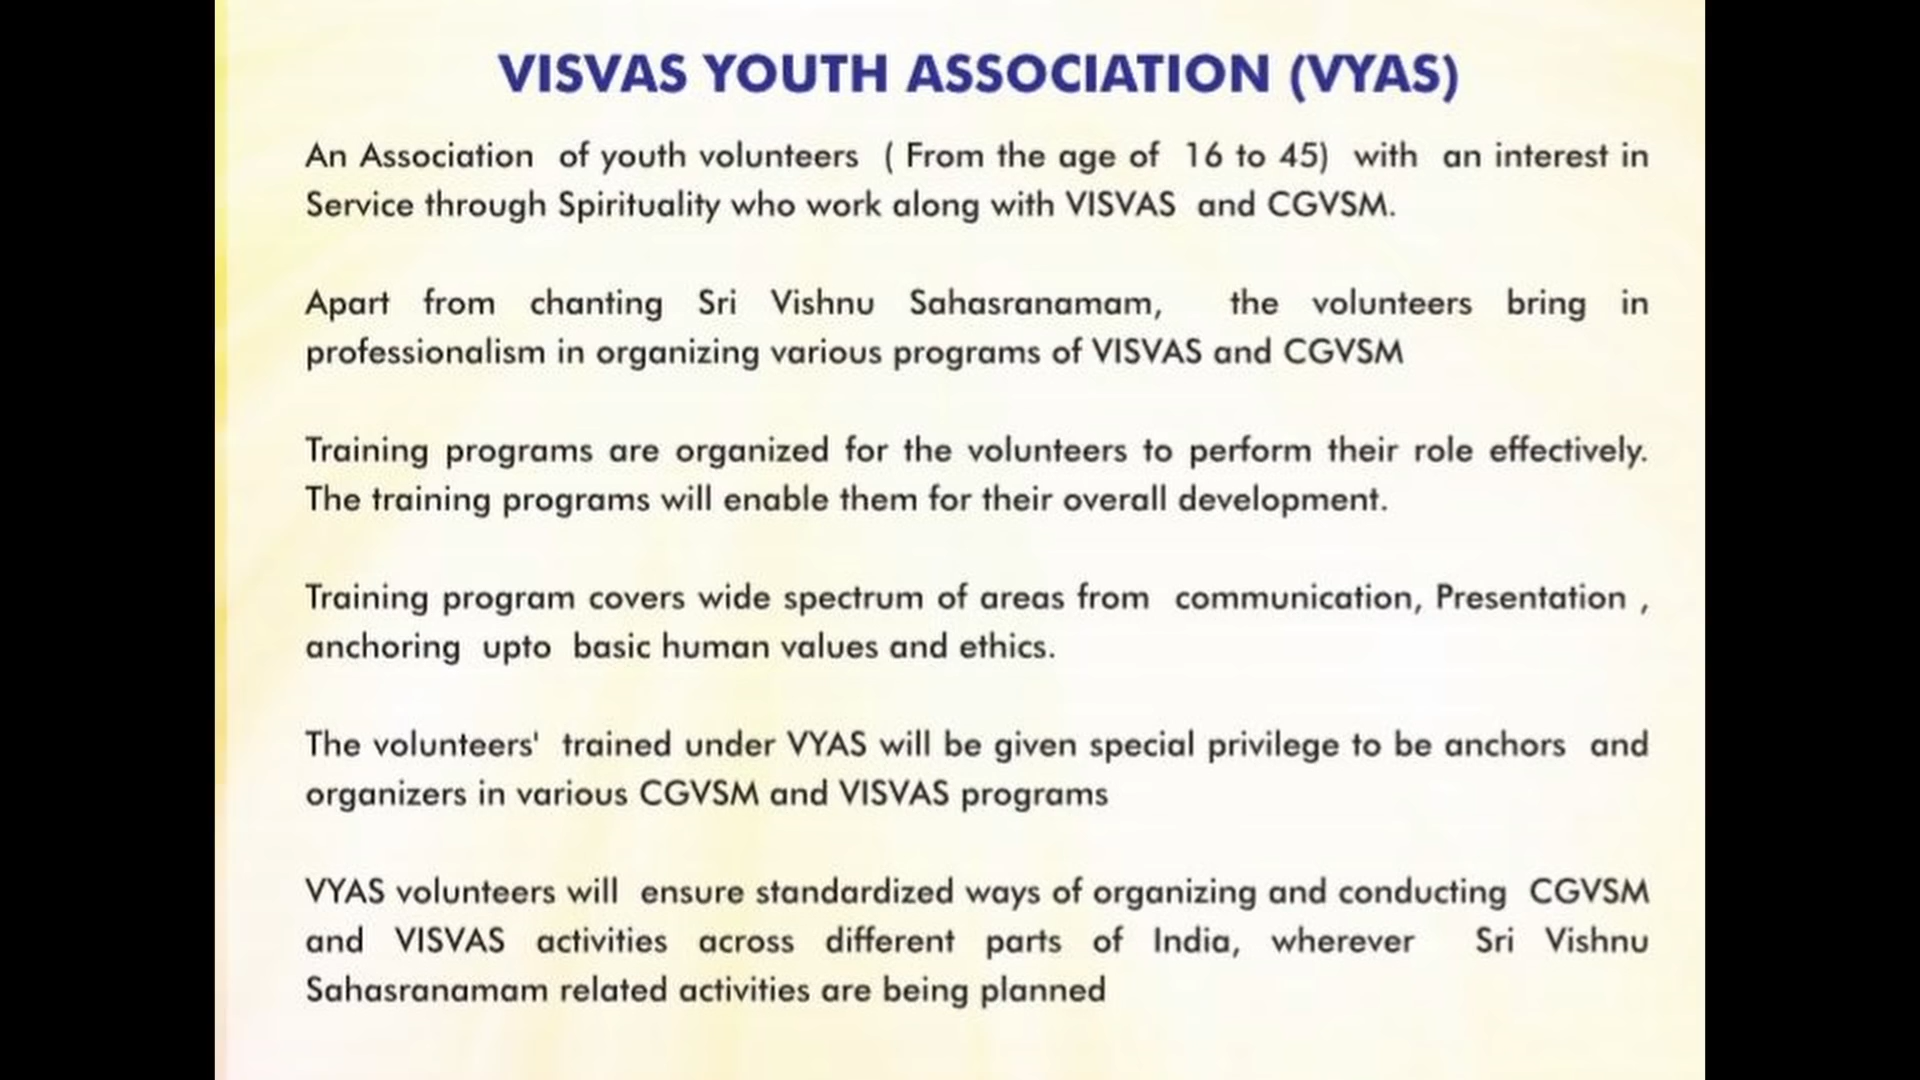 VISVAS YOUTH ASSOCIATION (VYAS)
An Association of youth volunteers ( From the age of 16 to 45) with an interest in
Service through Spirituality who work along with VISVAS and CGVSM.
Apart from chanting Sri Vishnu Sahasranamam, the volunteers bring in
professionalism in organizing various programs of VISVAS and CGVSM
Training programs are organized for the volunteers to perform their role effectively.
The training programs will enable them for their overall development.
Training program covers wide spectrum of areas from communication, Presentation ,
anchoring upto basic human values and ethics.
The volunteers' trained under VYAS will be given special privilege to be anchors and
organizers in various CGVSM and VISVAS programs
VYAS volunteers will ensure standardized ways of organizing and conducting CGVSM
and VISVAS activities across different parts of India, wherever Sri Vishnu
Sahasranamam related activities are being planned